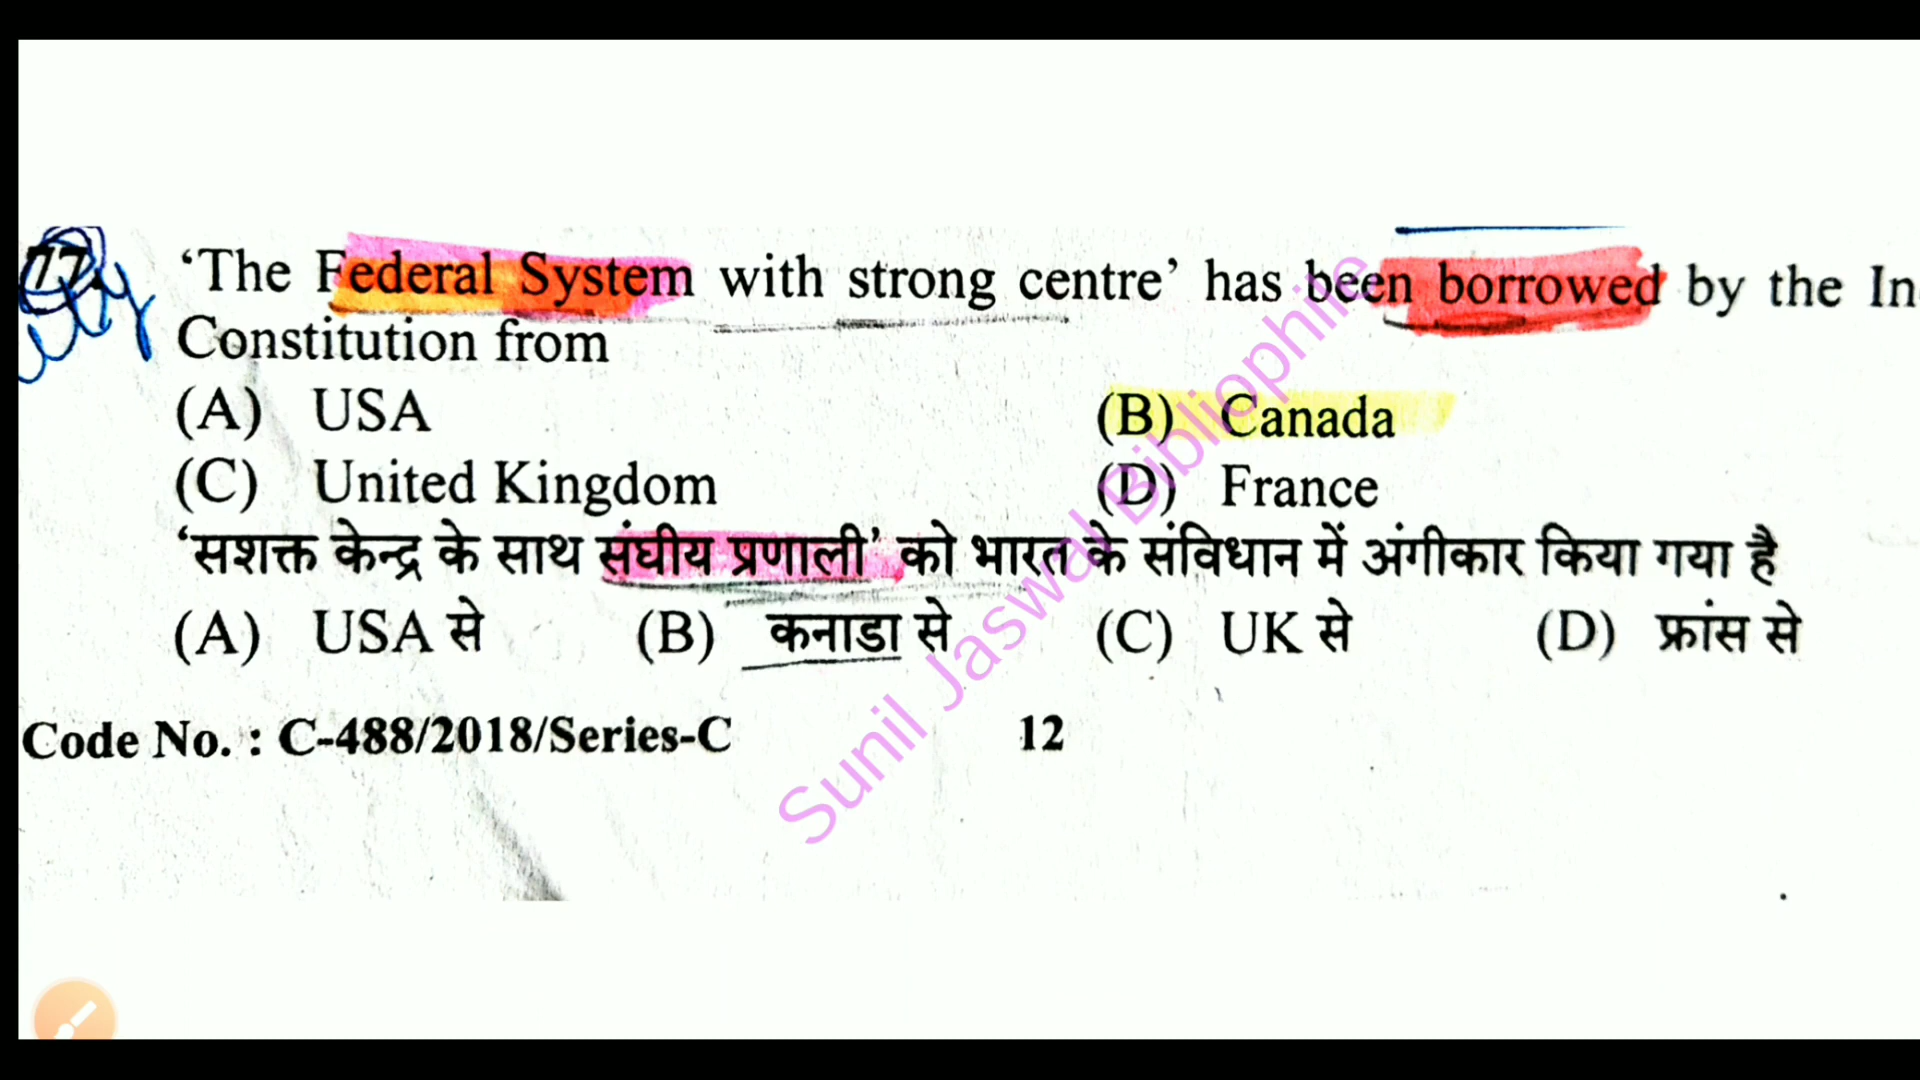 77.
‘The Federal System with strong centre’ has been borrowed by the In
Constitution from
(A) USA (B) Canada
(C) United Kingdom (D) France
‘सशक्त केन्द्र के साथ संघीय प्रणाली’ को भारत के संविधान में अंगीकार किया गया है
(A) USA से (B) कनाडा से (C) UK से (D) फ्रांस से
Code No. : C-488/2018/Series-C 12
Sunil Jaswal Bibliophile